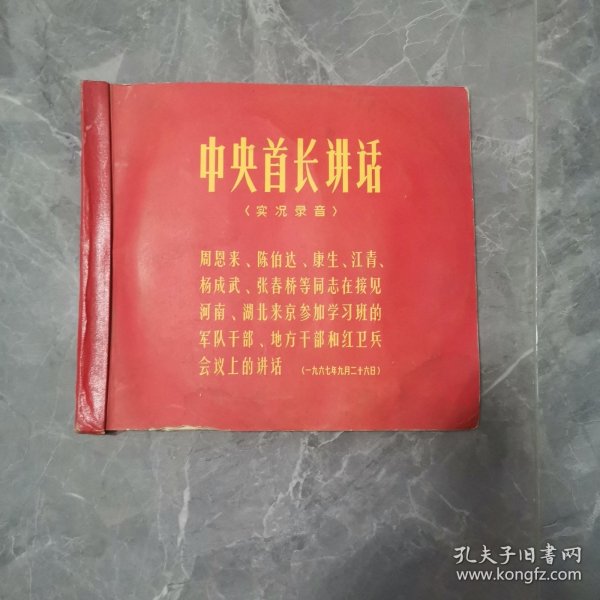 中央首长讲话
〈实况录音〉
周恩来、陈伯达、康生、江青、
杨成武、张春桥等同志在接见
河南、湖北来京参加学习班的
军队干部、地方干部和红卫兵
会议上的讲话 （一九六七年九月二十六日）
孔夫子旧书网
www.kongfz.com